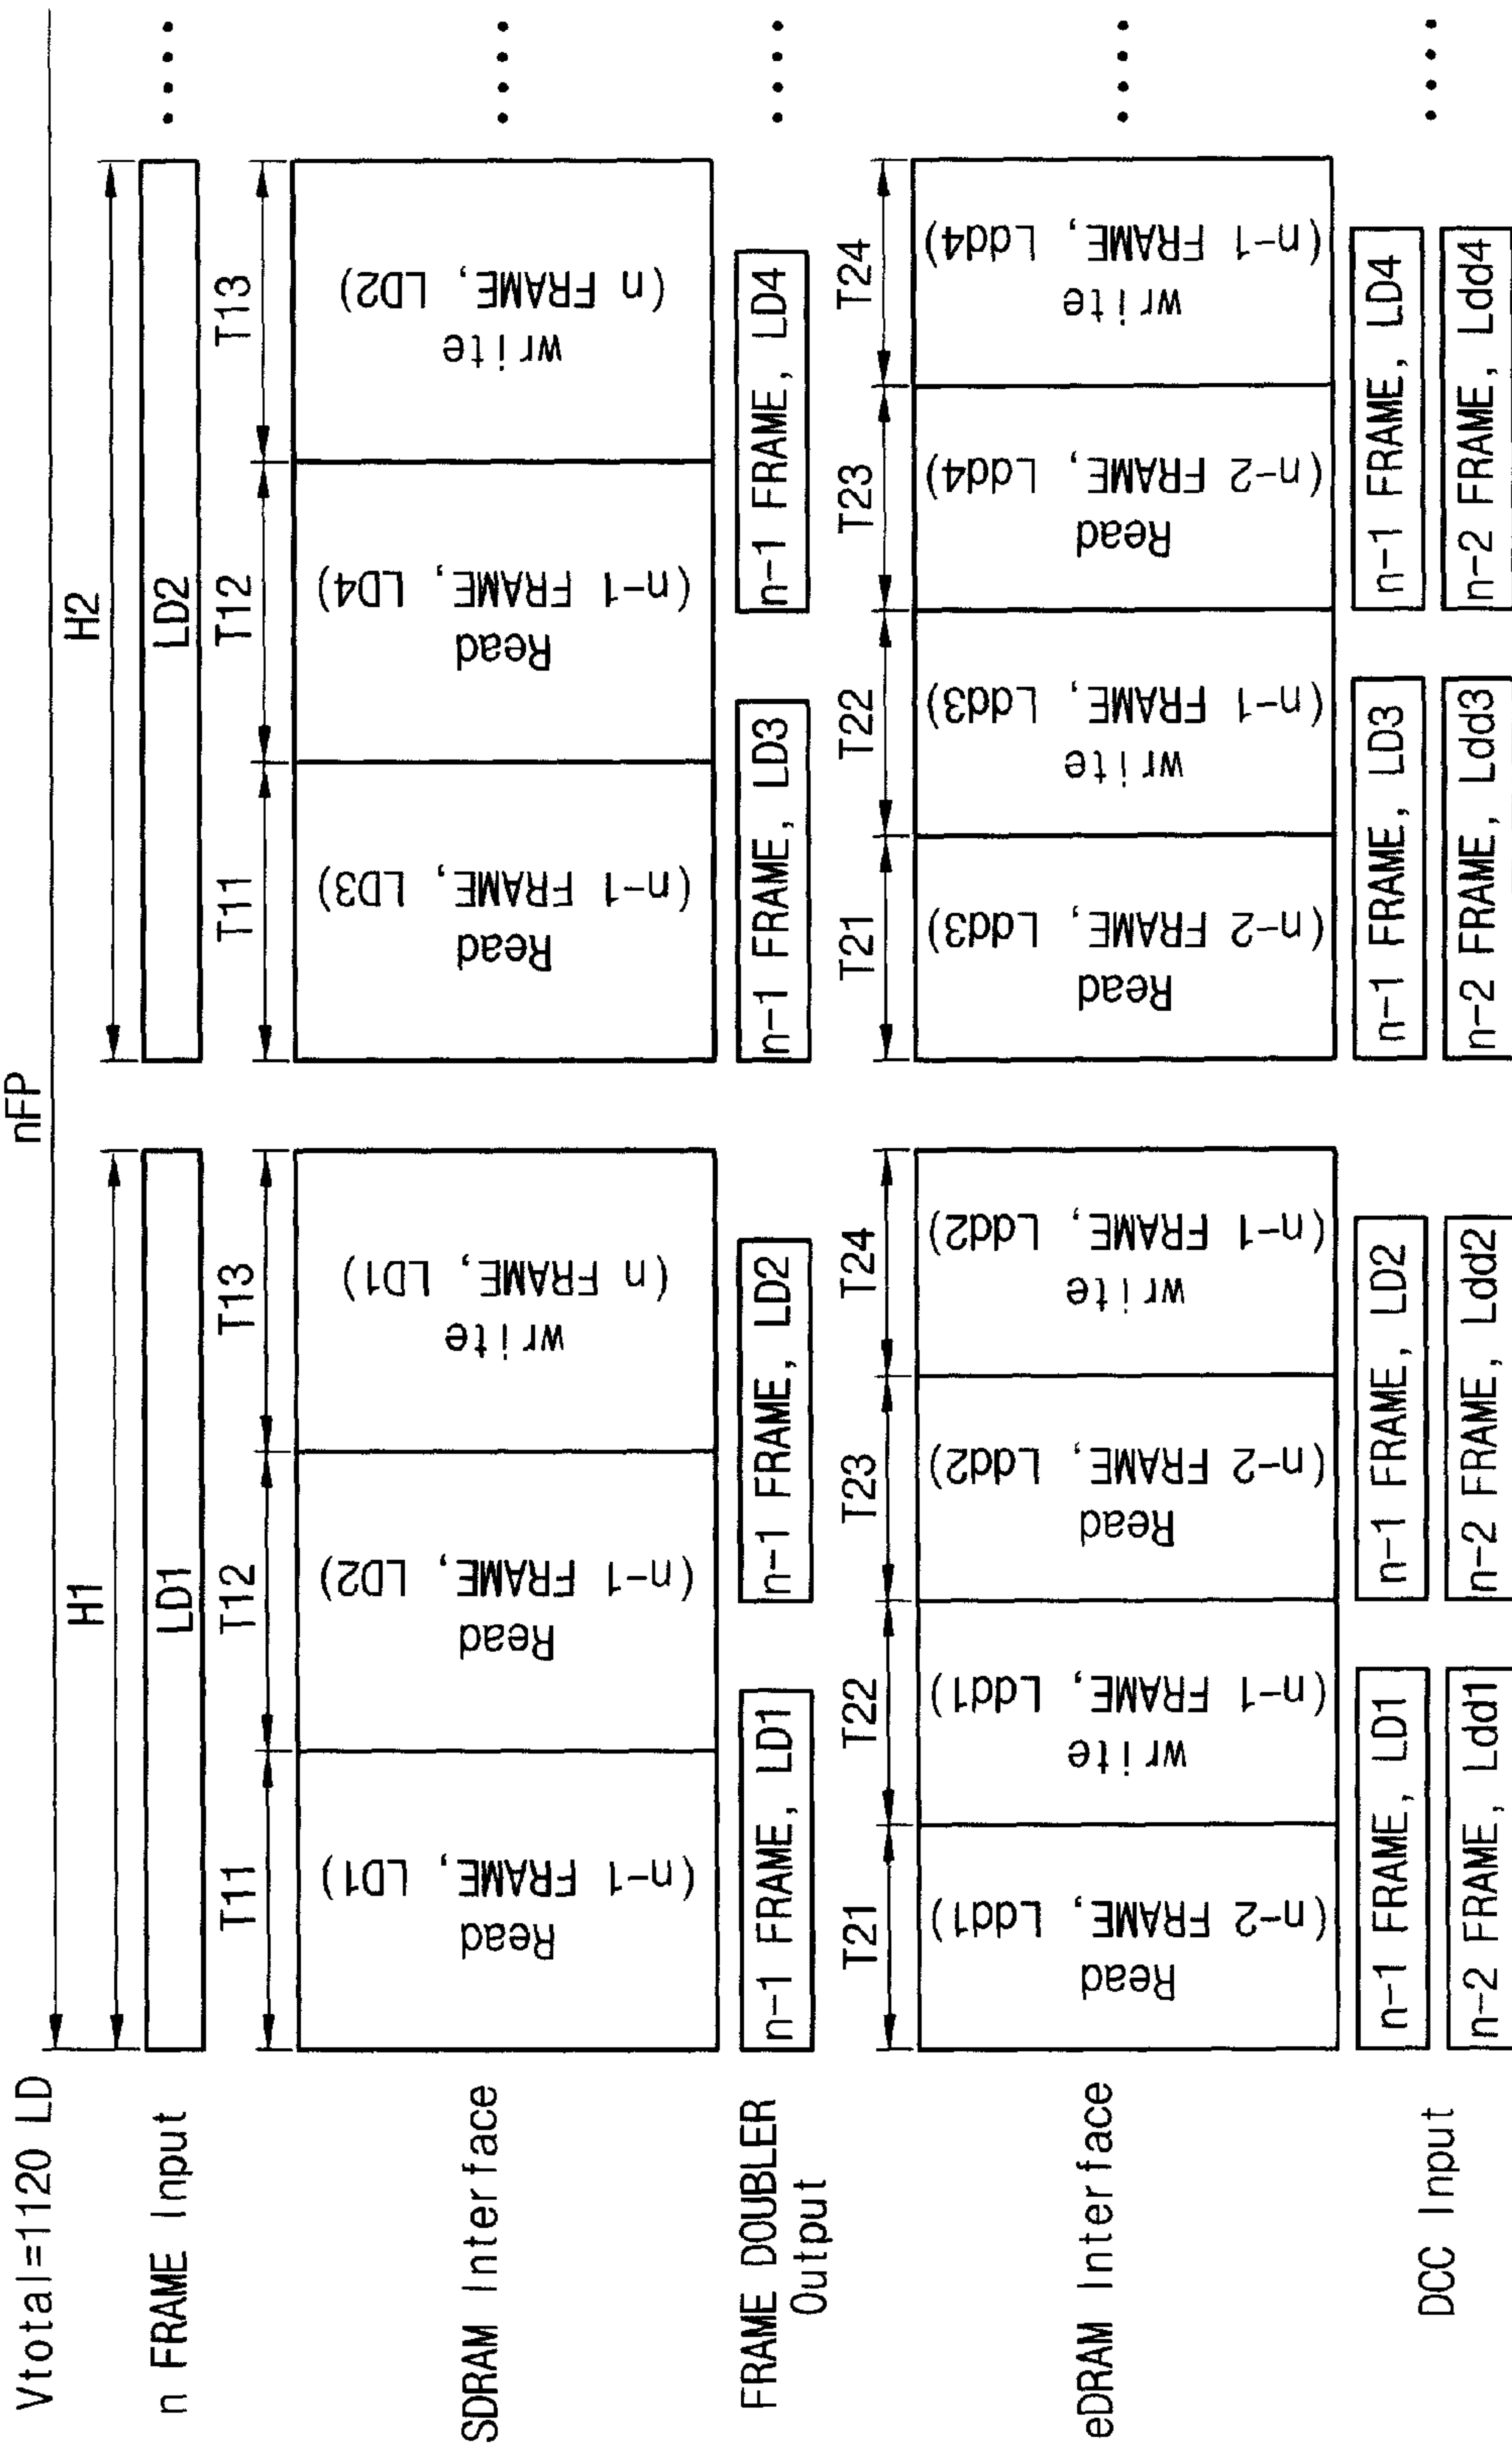 Vtotal=1120 LD
nFP
H1
H2
n FRAME Input
LD1
LD2
T11
T12
T13
T11
T12
T13
SDRAM Interface
Read
(n-1 FRAME, LD1)
Read
(n-1 FRAME, LD2)
write
(n FRAME, LD1)
Read
(n-1 FRAME, LD3)
Read
(n-1 FRAME, LD4)
write
(n FRAME, LD2)
FRAME DOUBLER
Output
n-1 FRAME, LD1
n-1 FRAME, LD2
n-1 FRAME, LD3
n-1 FRAME, LD4
T21
T22
T23
T24
T21
T22
T23
T24
eDRAM Interface
Read
(n-2 FRAME, Ldd1)
write
(n-1 FRAME, Ldd1)
Read
(n-2 FRAME, Ldd2)
write
(n-1 FRAME, Ldd2)
Read
(n-2 FRAME, Ldd3)
write
(n-1 FRAME, Ldd3)
Read
(n-2 FRAME, Ldd4)
write
(n-1 FRAME, Ldd4)
DCC Input
n-1 FRAME, LD1
n-1 FRAME, LD2
n-1 FRAME, LD3
n-1 FRAME, LD4
n-2 FRAME, Ldd1
n-2 FRAME, Ldd2
n-2 FRAME, Ldd3
n-2 FRAME, Ldd4